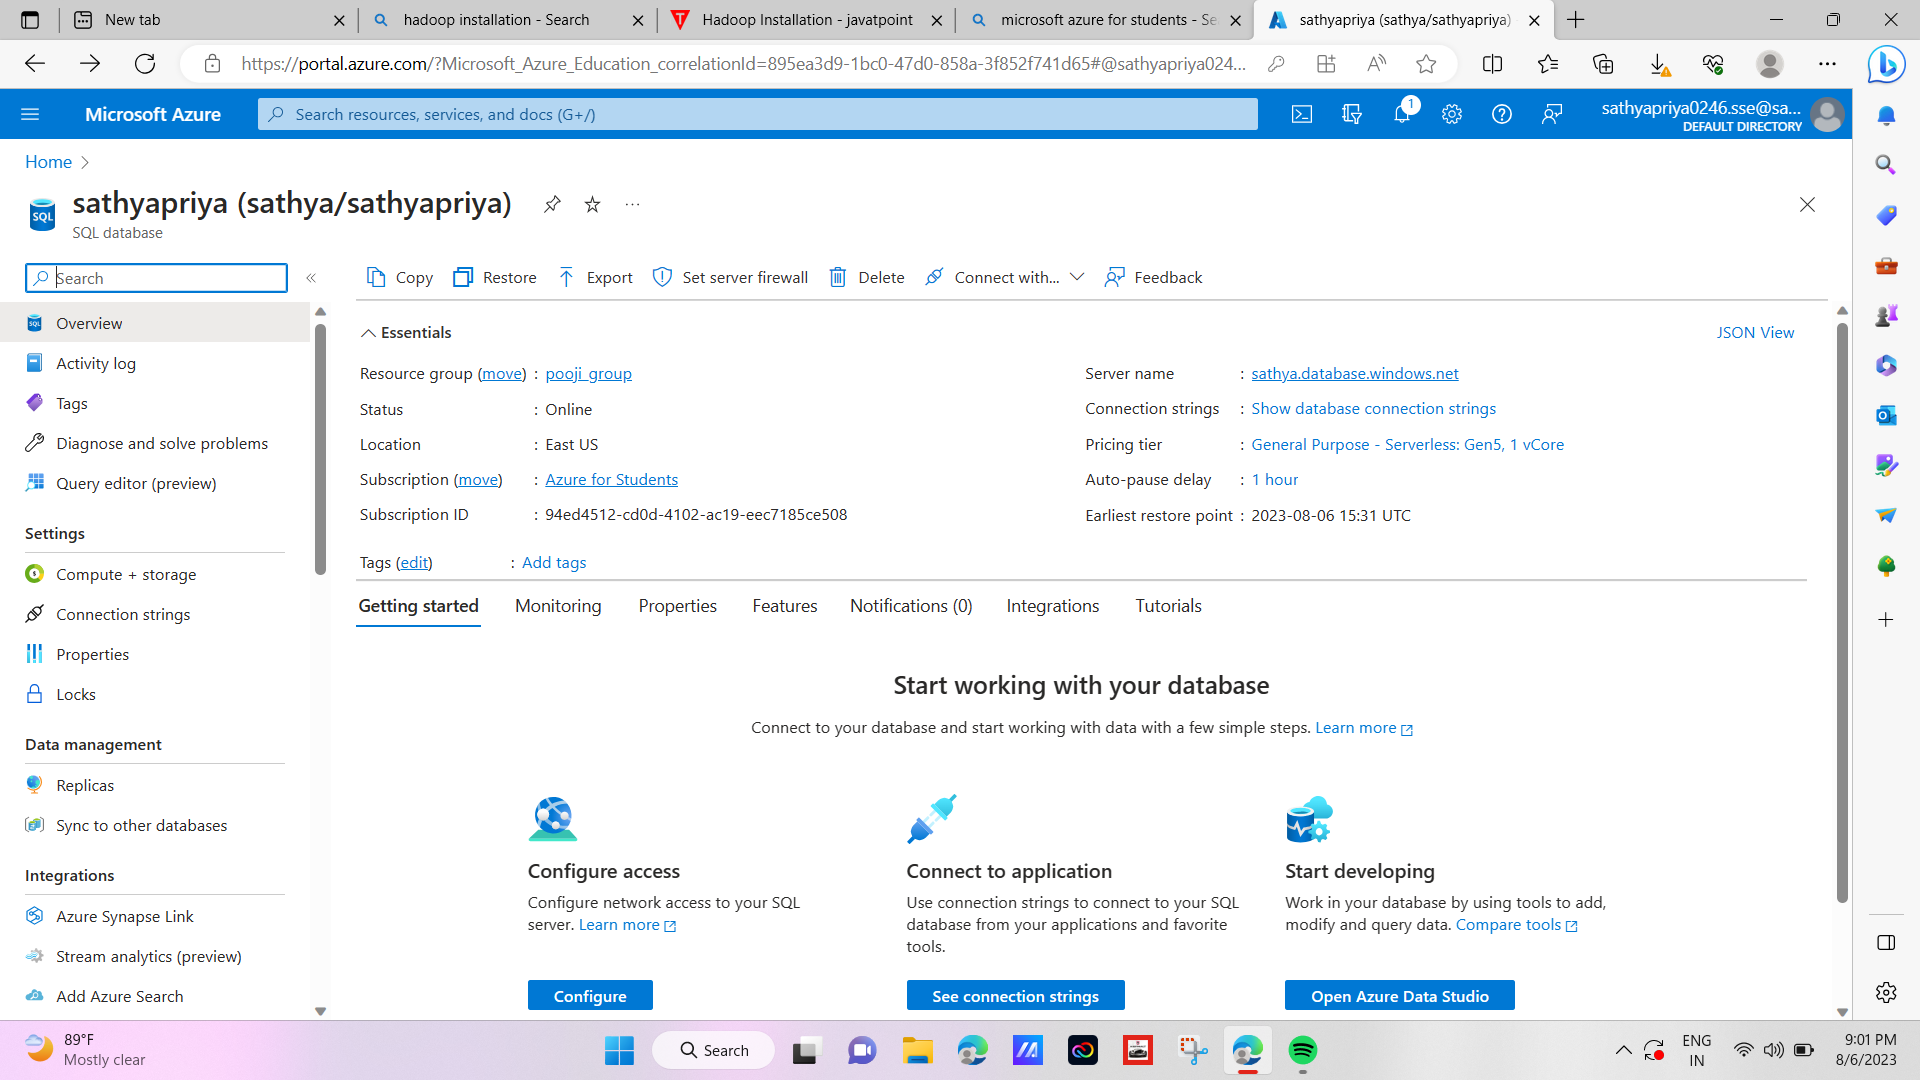 New tab
hadoop installation - Search
Hadoop Installation - javatpoint
microsoft azure for students - Se
sathyapriya (sathya/sathyapriya)
https://portal.azure.com/?Microsoft_Azure_Education_correlationId=895ea3d9-1bc0-47d0-858a-3f852f741d65#@sathyapriya024...
Microsoft Azure
Search resources, services, and docs (G+/)
1
sathyapriya0246.sse@sa...
DEFAULT DIRECTORY
Home
sathyapriya (sathya/sathyapriya)
SQL
SQL database
Search
Copy
Restore
Export
Set server firewall
Delete
Connect with...
Feedback
Overview
Activity log
Tags
Diagnose and solve problems
Query editor (preview)
Settings
Compute + storage
Connection strings
Properties
Locks
Data management
Replicas
Sync to other databases
Integrations
Azure Synapse Link
Stream analytics (preview)
Add Azure Search
Essentials
JSON View
Resource group (move) : pooji_group
Status : Online
Location : East US
Subscription (move) : Azure for Students
Subscription ID : 94ed4512-cd0d-4102-ac19-eec7185ce508
Server name : sathya.database.windows.net
Connection strings : Show database connection strings
Pricing tier : General Purpose - Serverless: Gen5, 1 vCore
Auto-pause delay : 1 hour
Earliest restore point : 2023-08-06 15:31 UTC
Tags (edit) : Add tags
Getting started
Monitoring
Properties
Features
Notifications (0)
Integrations
Tutorials
Start working with your database
Connect to your database and start working with data with a few simple steps. Learn more
Configure access
Configure network access to your SQL
server. Learn more
Configure
Connect to application
Use connection strings to connect to your SQL
database from your applications and favorite
tools.
See connection strings
Start developing
Work in your database by using tools to add,
modify and query data. Compare tools
Open Azure Data Studio
89°F
Mostly clear
Search
ENG
IN
9:01 PM
8/6/2023